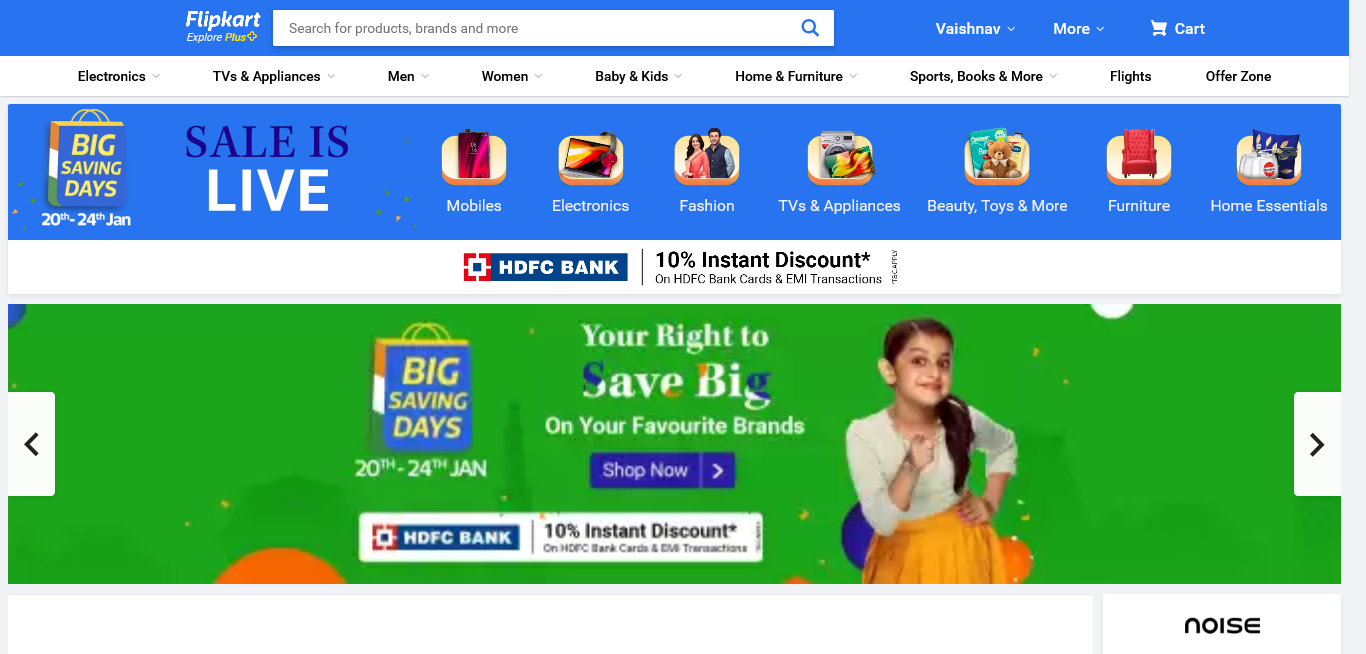 Flipkart
Explore Plus
Search for products, brands and more
Vaishnav
More
Cart
Electronics
TVs & Appliances
Men
Women
Baby & Kids
Home & Furniture
Sports, Books & More
Flights
Offer Zone
BIG
SAVING
DAYS
20th - 24th Jan
SALE IS
LIVE
Mobiles
Electronics
Fashion
TVs & Appliances
Beauty, Toys & More
Furniture
Home Essentials
HDFC BANK
10% Instant Discount*
On HDFC Bank Cards & EMI Transactions
*T&C APPLY
BIG
SAVING
DAYS
20TH - 24TH JAN
Your Right to
Save Big
On Your Favourite Brands
Shop Now
HDFC BANK
10% Instant Discount*
On HDFC Bank Cards & EMI Transactions
noise